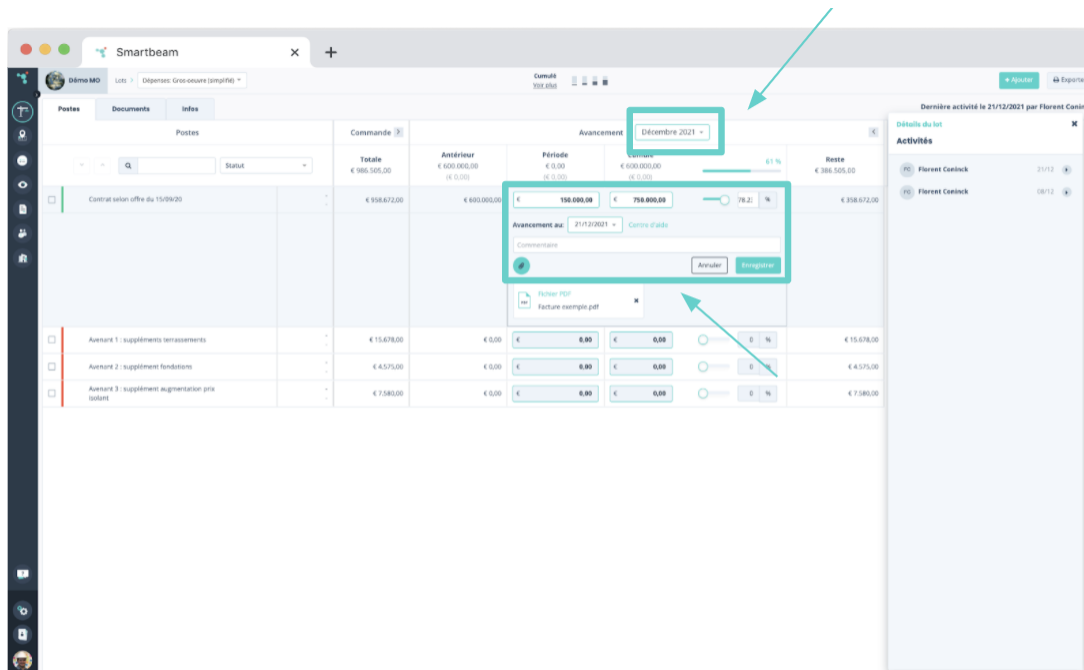 Smartbeam
Démo MO Lots Dépenses: Gros-oeuvre (simplifié)
Cumulé
Voir plus
+ Ajouter
Exporte
Postes Documents Infos
Dernière activité le 21/12/2021 par Florent Conin
Postes Commande Avancement Décembre 2021
Détails du lot
Activités
Statut
Totale
€ 986.505,00
Antérieur
€ 600.000,00
(€ 0,00)
Période
€ 0,00
(€ 0,00)
€ 600.000,00
(€ 0,00)
61 %
Reste
€ 386.505,00
FC Florent Coninck 21/12
FC Florent Coninck 08/12
Contrat selon offre du 15/09/20 € 958.672,00 € 600.000,00 € 150.000,00 € 750.000,00 % € 358.672,00
Avancement au: 21/12/2021 Centre d'aide
Commentaire
Annuler Enregistrer
PDF
Fichier PDF
Facture exemple.pdf
Avenant 1 : suppléments terrassements € 15.678,00 € 0,00 € 0,00 € 0,00 0 % € 15.678,00
Avenant 2 : supplément fondations € 4.575,00 € 0,00 € 0,00 € 0,00 0 % € 4.575,00
Avenant 3 : supplément augmentation prix
isolant
€ 7.580,00 € 0,00 € 0,00 € 0,00 0 % € 7.580,00